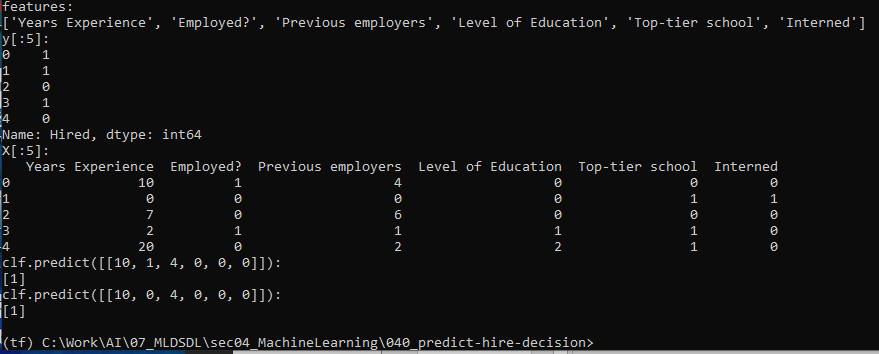 features:
['Years Experience', 'Employed?', 'Previous employers', 'Level of Education', 'Top-tier school', 'Interned']
y[:5]:
0    1
1    1
2    0
3    1
4    0
Name: Hired, dtype: int64
X[:5]:
   Years Experience  Employed?  Previous employers  Level of Education  Top-tier school  Interned
0                10          1                   4                   0                0         0
1                 0          0                   0                   0                1         1
2                 7          0                   6                   0                0         0
3                 2          1                   1                   1                1         0
4                20          0                   2                   2                1         0
clf.predict([[10, 1, 4, 0, 0, 0]]):
[1]
clf.predict([[10, 0, 4, 0, 0, 0]]):
[1]
(tf) C:\Work\AI\07_MLDSDL\sec04_MachineLearning\040_predict-hire-decision>